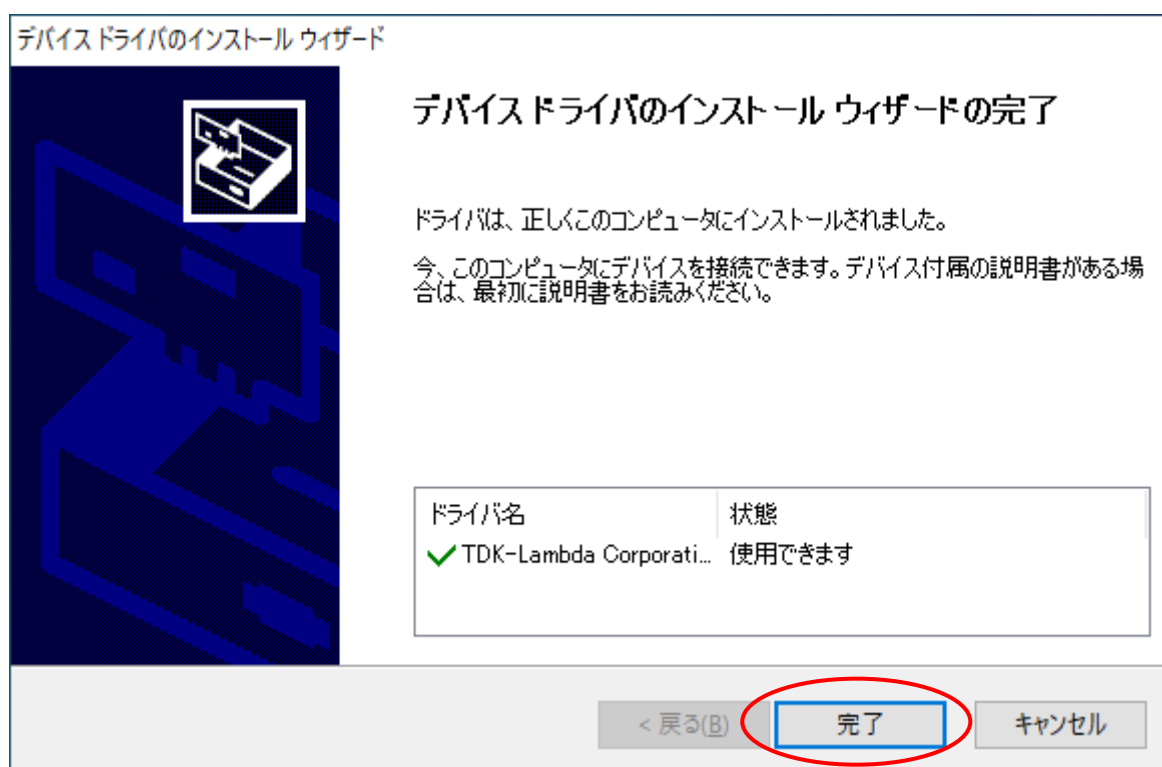 デバイス ドライバのインストール ウィザード
デバイス ドライバのインストール ウィザードの完了
ドライバは、正しくこのコンピュータにインストールされました。
今、このコンピュータにデバイスを接続できます。デバイス付属の説明書がある場
合は、最初に説明書をお読みください。
ドライバ名 状態
TDK-Lambda Corporati... 使用できます
< 戻る(B) 完了 キャンセル